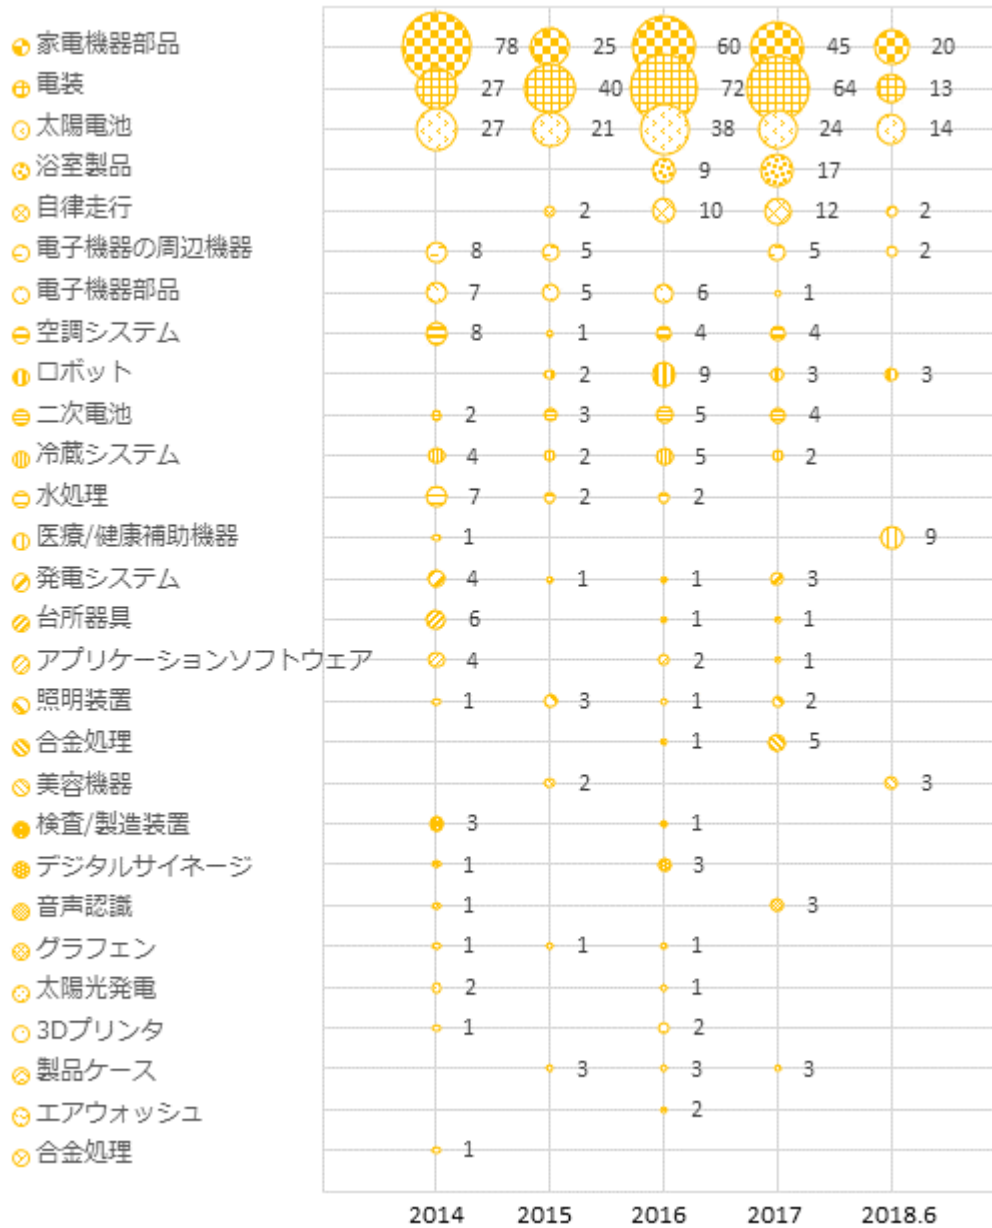 家電機器部品 78 25 60 45 20
電装 27 40 72 64 13
太陽電池 27 21 38 24 14
浴室製品 9 17
自律走行 2 10 12 2
電子機器の周辺機器 8 5 5 2
電子機器部品 7 5 6 1
空調システム 8 1 4 4
ロボット 2 9 3 3
二次電池 2 3 5 4
冷蔵システム 4 2 5 2
水処理 7 2 2
医療/健康補助機器 1 9
発電システム 4 1 1 3
台所器具 6 1 1
アプリケーションソフトウェア 4 2 1
照明装置 1 3 1 2
合金処理 1 5
美容機器 2 3
検査/製造装置 3 1
デジタルサイネージ 1 3
音声認識 1 3
グラフェン 1 1 1
太陽光発電 2 1
3Dプリンタ 1 2
製品ケース 3 3 3
エアウォッシュ 2
合金処理 1
2014 2015 2016 2017 2018.6